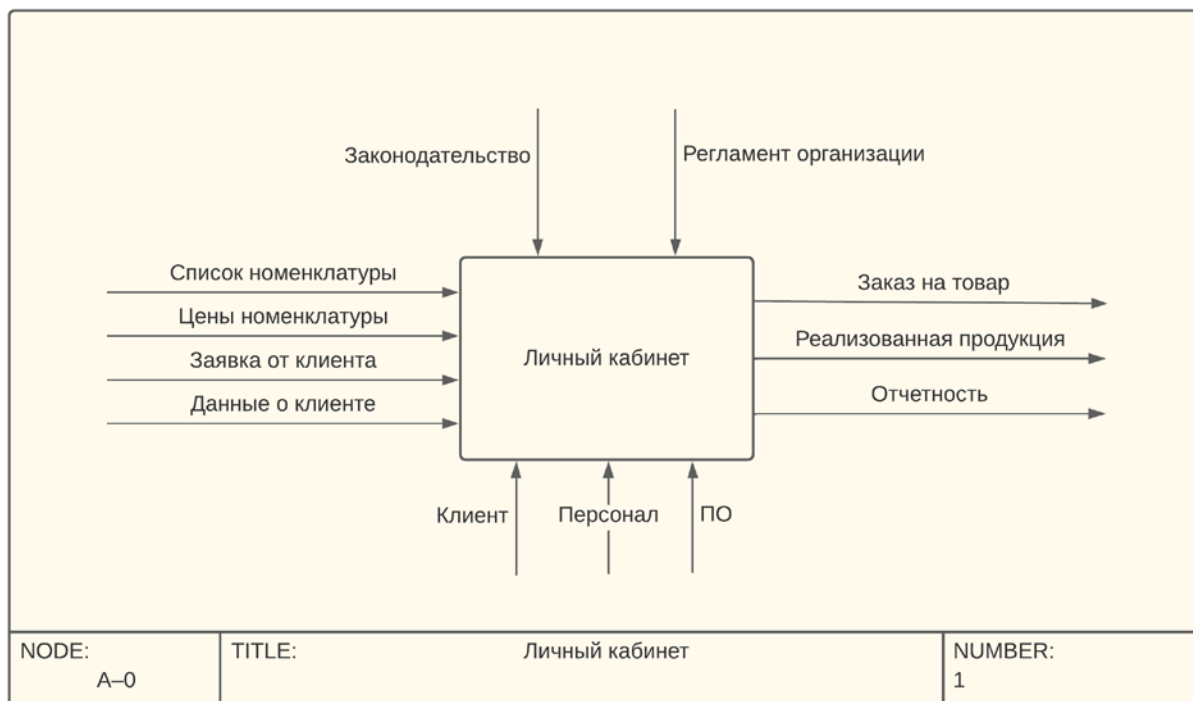 Законодательство
Регламент организации
Список номенклатуры
Цены номенклатуры
Заявка от клиента
Данные о клиенте
Личный кабинет
Заказ на товар
Реализованная продукция
Отчетность
Клиент
Персонал
ПО
NODE:
A–0
TITLE:
Личный кабинет
NUMBER:
1